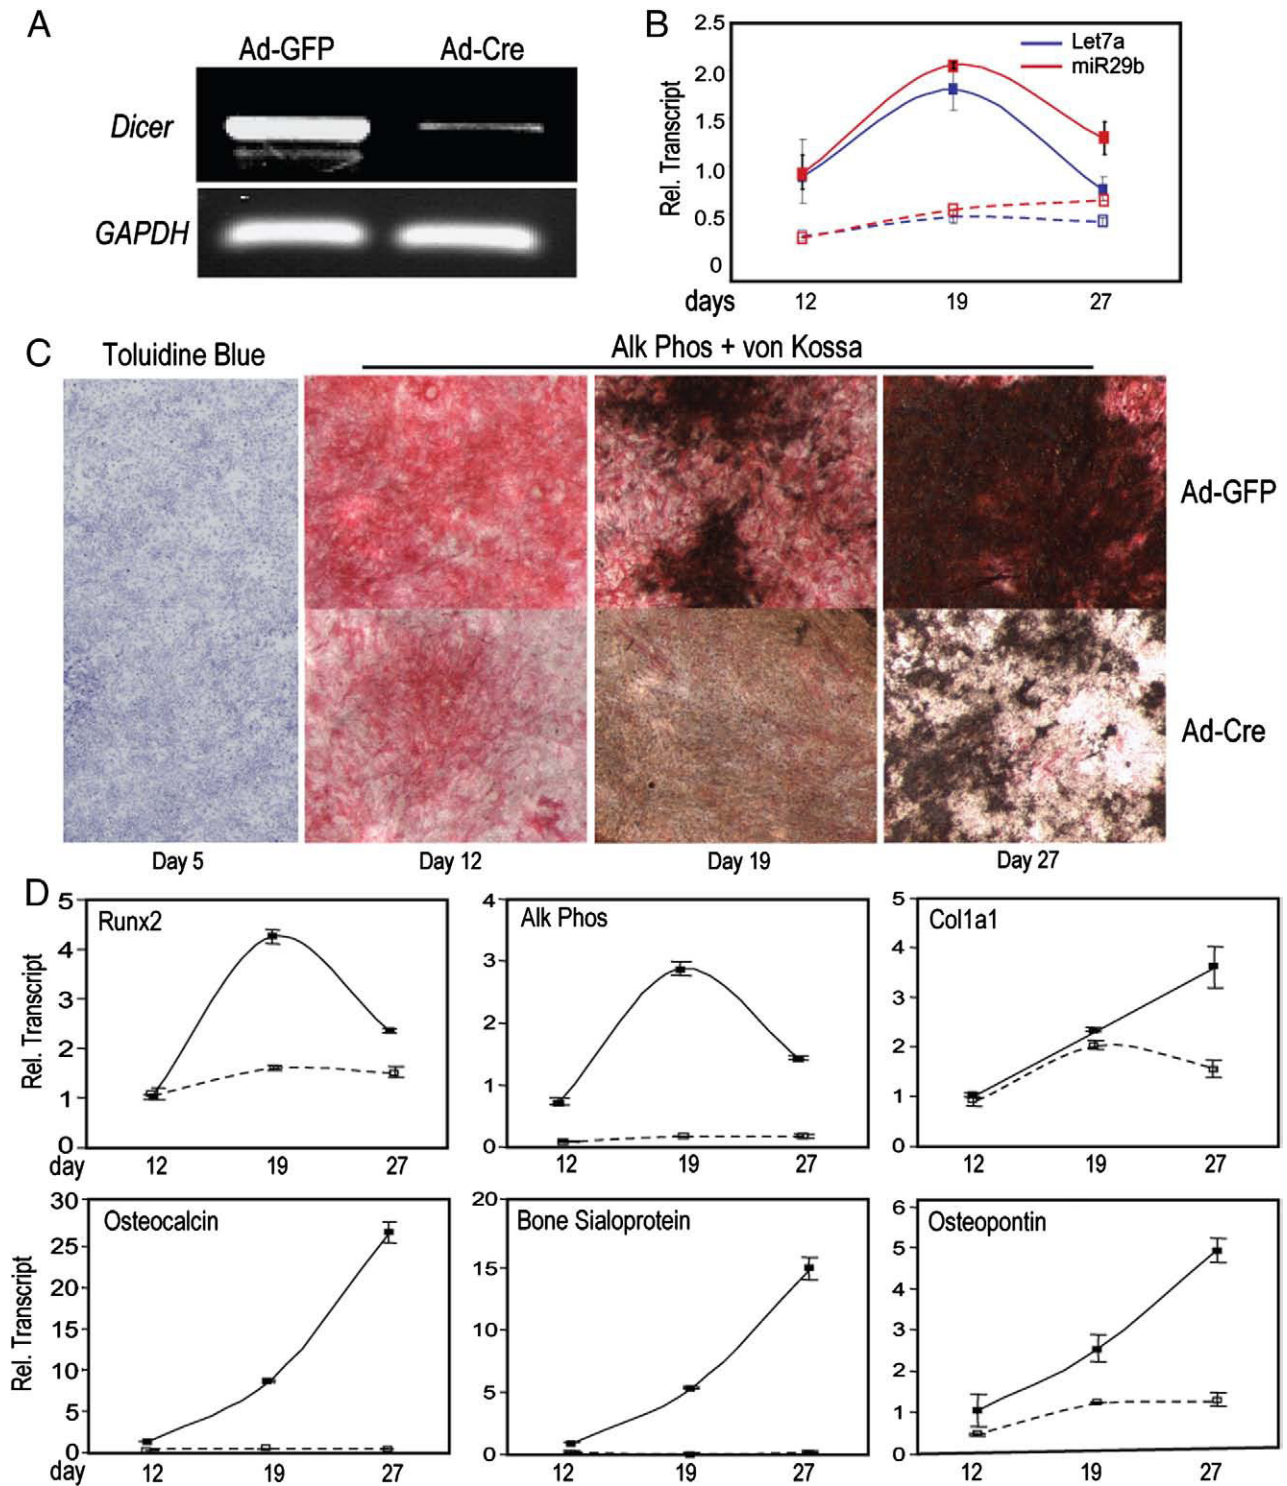 A
Ad-GFP Ad-Cre
Dicer
GAPDH
B
Rel. Transcript
2.5
2.0
1.5
1.0
0.5
0
Let7a
miR29b
days 12 19 27
C
Toluidine Blue Alk Phos + von Kossa
Ad-GFP
Ad-Cre
Day 5 Day 12 Day 19 Day 27
D
Rel. Transcript
5
4
3
2
1
0
Runx2
day 12 19 27
4
3
2
1
0
Alk Phos
12 19 27
5
4
3
2
1
0
Col1a1
12 19 27
Rel. Transcript
30
25
20
15
10
5
0
Osteocalcin
day 12 19 27
20
15
10
5
0
Bone Sialoprotein
12 19 27
6
5
4
3
2
1
0
Osteopontin
12 19 27